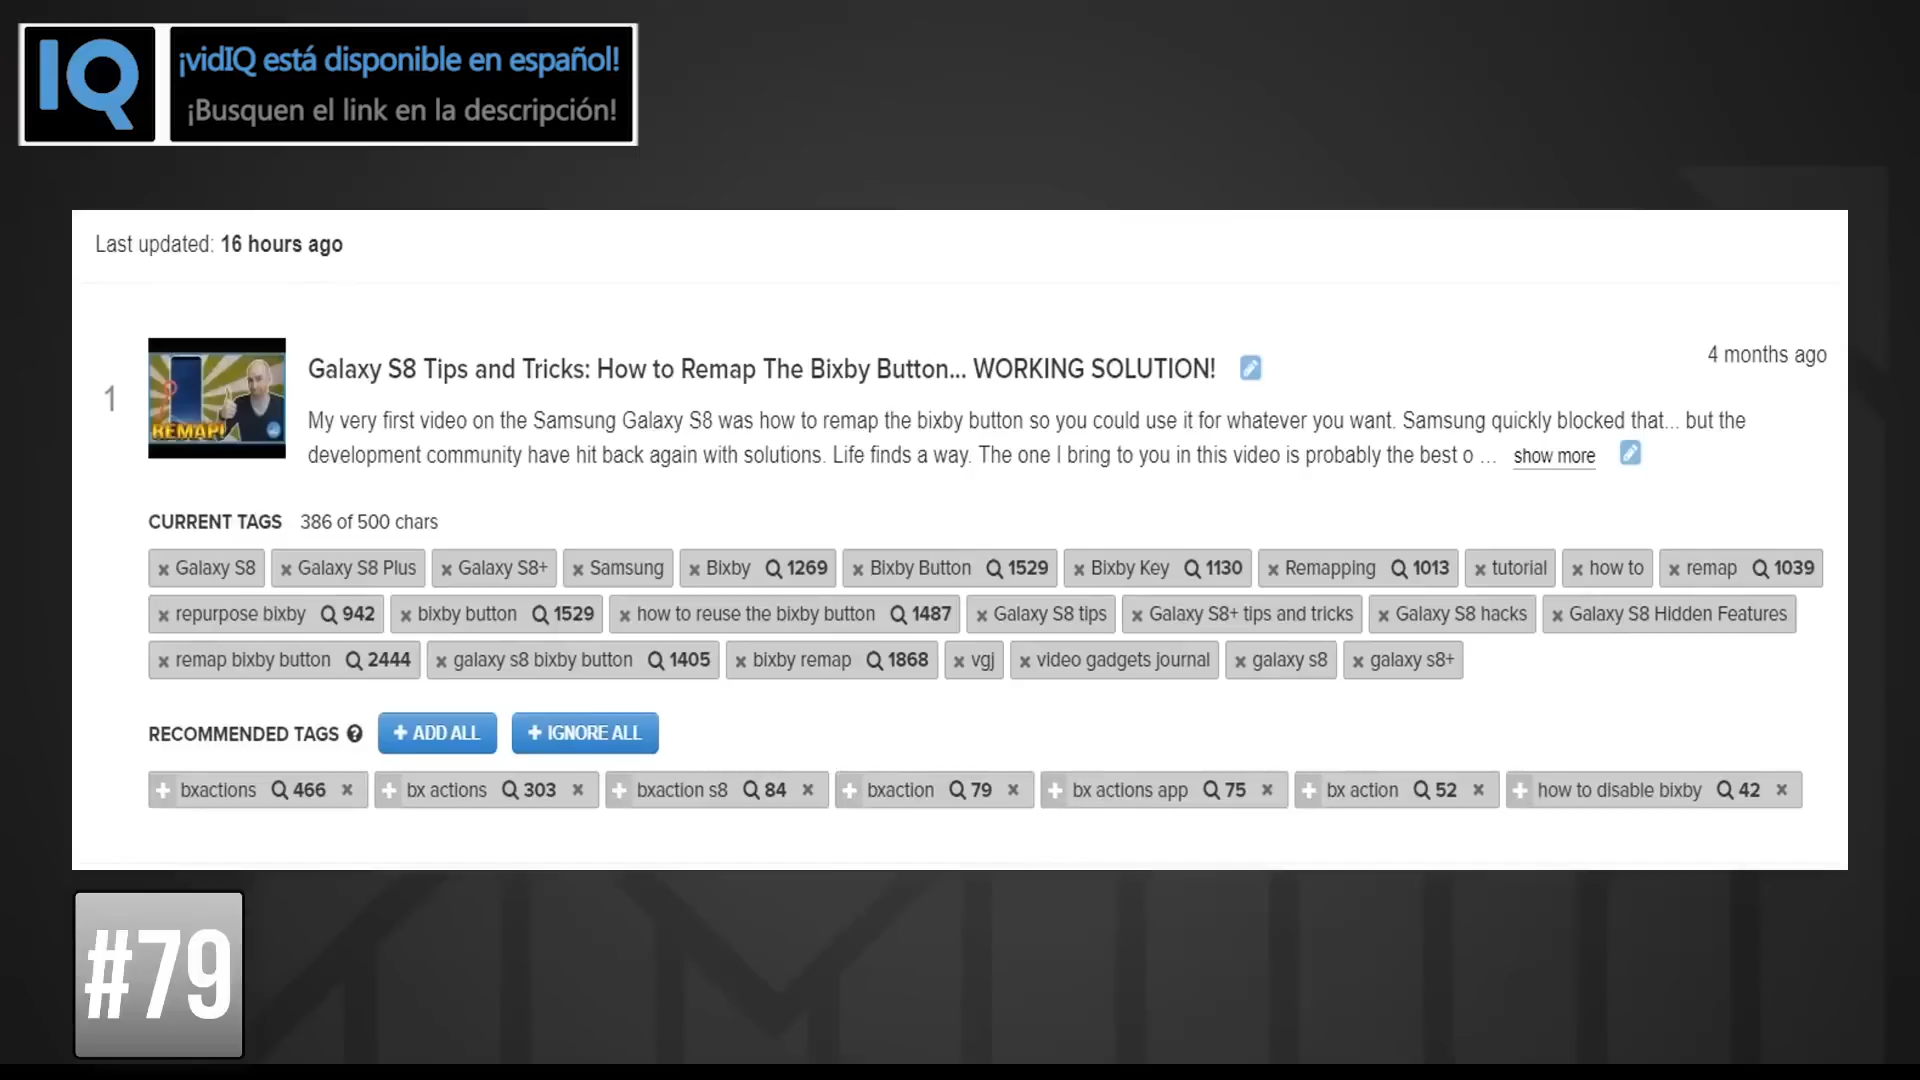 IQ
¡vidIQ está disponible en español!
¡Busquen el link en la descripción!
Last updated: 16 hours ago
1
REMAP!
Galaxy S8 Tips and Tricks: How to Remap The Bixby Button... WORKING SOLUTION!
4 months ago
My very first video on the Samsung Galaxy S8 was how to remap the bixby button so you could use it for whatever you want. Samsung quickly blocked that... but the
development community have hit back again with solutions. Life finds a way. The one I bring to you in this video is probably the best o ... show more
CURRENT TAGS 386 of 500 chars
× Galaxy S8 × Galaxy S8 Plus × Galaxy S8+ × Samsung × Bixby 1269 × Bixby Button 1529 × Bixby Key 1130 × Remapping 1013 × tutorial × how to × remap 1039
× repurpose bixby 942 × bixby button 1529 × how to reuse the bixby button 1487 × Galaxy S8 tips × Galaxy S8+ tips and tricks × Galaxy S8 hacks × Galaxy S8 Hidden Features
× remap bixby button 2444 × galaxy s8 bixby button 1405 × bixby remap 1868 × vgj × video gadgets journal × galaxy s8 × galaxy s8+
RECOMMENDED TAGS ? + ADD ALL + IGNORE ALL
+ bxactions 466 × + bx actions 303 × + bxaction s8 84 × + bxaction 79 × + bx actions app 75 × + bx action 52 × + how to disable bixby 42 ×
#79